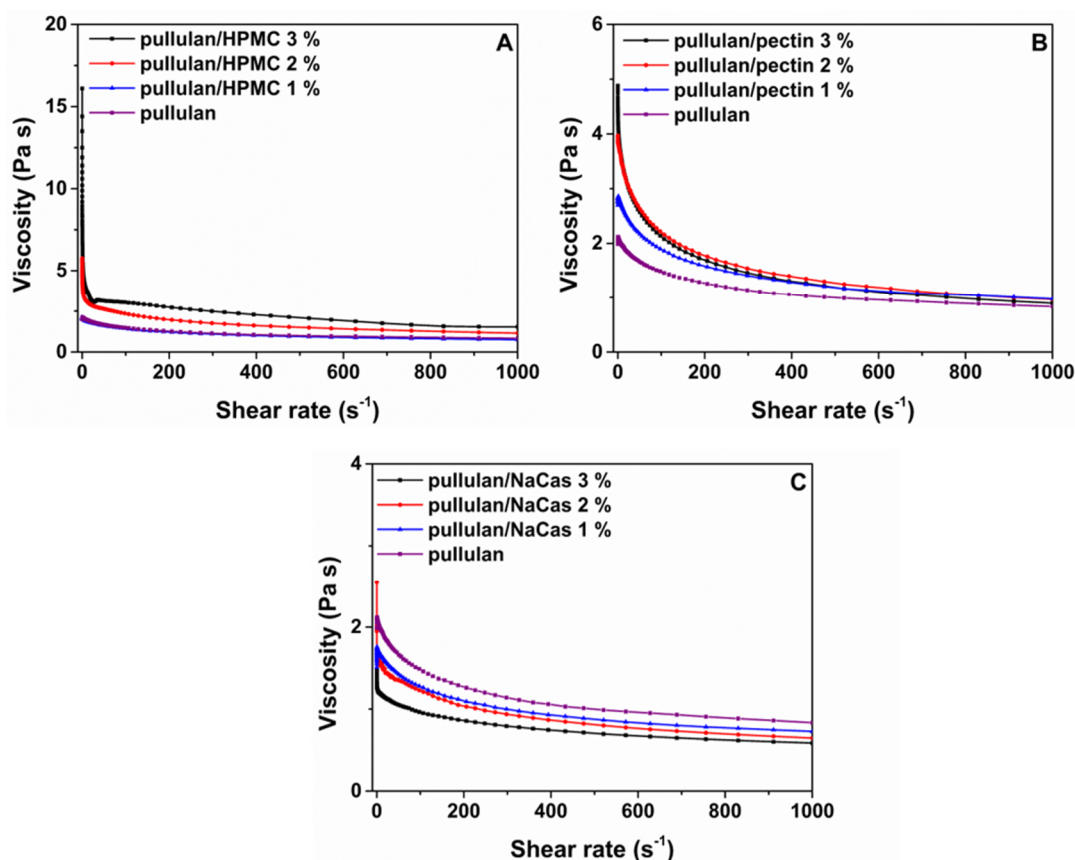 A
pullulan/HPMC 3 %
pullulan/HPMC 2 %
pullulan/HPMC 1 %
pullulan
Viscosity (Pa s)
20
15
10
5
0
0 200 400 600 800 1000
Shear rate (s⁻¹)
B
pullulan/pectin 3 %
pullulan/pectin 2 %
pullulan/pectin 1 %
pullulan
Viscosity (Pa s)
6
4
2
0
0 200 400 600 800 1000
Shear rate (s⁻¹)
C
pullulan/NaCas 3 %
pullulan/NaCas 2 %
pullulan/NaCas 1 %
pullulan
Viscosity (Pa s)
4
2
0
0 200 400 600 800 1000
Shear rate (s⁻¹)